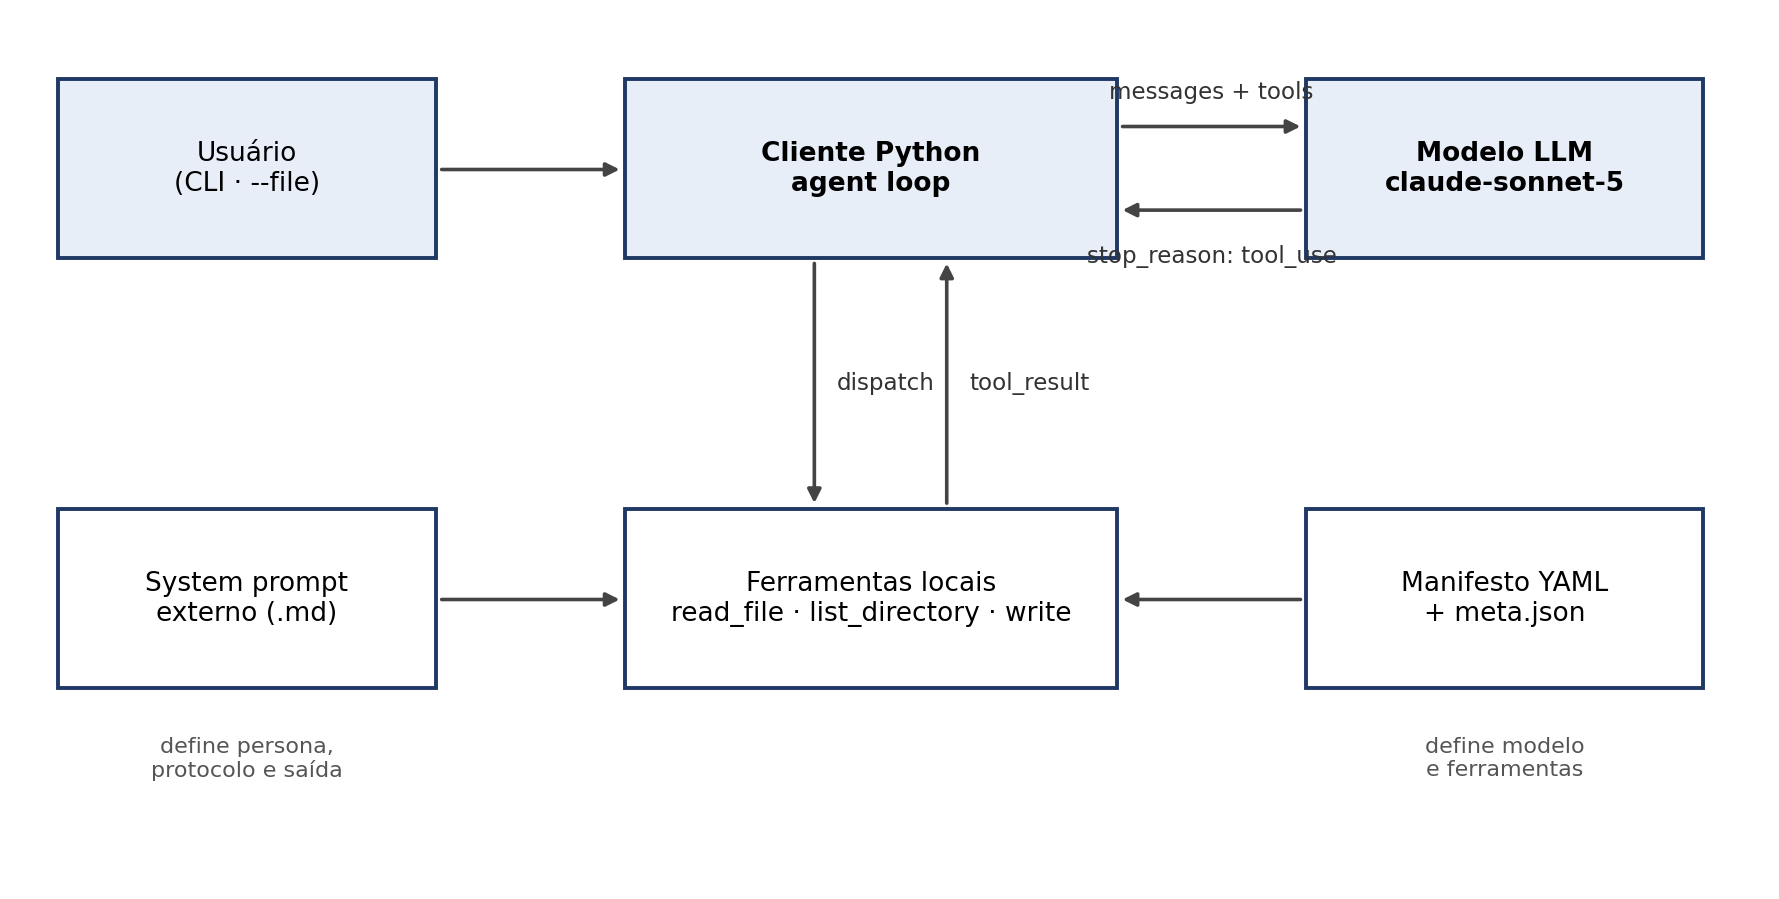 messages + tools
Usuário
(CLI · --file)
Cliente Python
agent loop
Modelo LLM
claude-sonnet-5
stop_reason: tool_use
dispatch
tool_result
System prompt
externo (.md)
Ferramentas locais
read_file · list_directory · write
Manifesto YAML
+ meta.json
define persona,
protocolo e saída
define modelo
e ferramentas